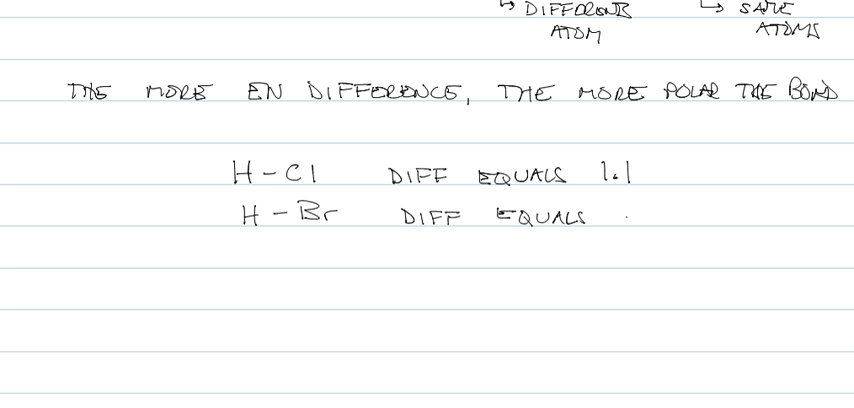 ↳ DIFFERENT ↳ SAME
ATOM ATOMS
THE MORE EN DIFFERENCE, THE MORE POLAR THE BOND
H-Cl DIFF EQUALS 1.1
H-Br DIFF EQUALS .